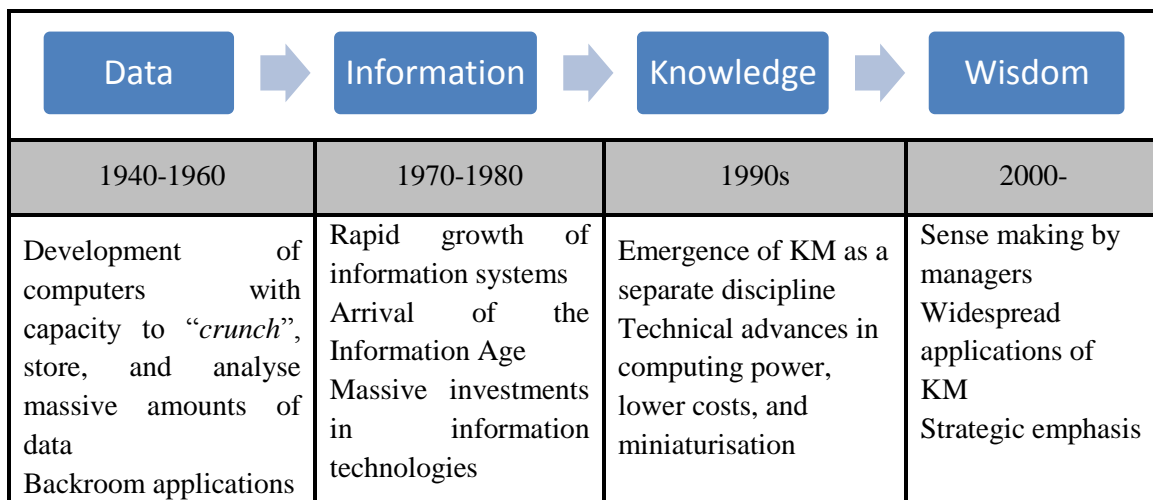 Data
Information
Knowledge
Wisdom
1940-1960
1970-1980
1990s
2000-
Development of
computers with
capacity to “crunch”,
store, and analyse
massive amounts of
data
Backroom applications
Rapid growth of
information systems
Arrival of the
Information Age
Massive investments
in information
technologies
Emergence of KM as a
separate discipline
Technical advances in
computing power,
lower costs, and
miniaturisation
Sense making by
managers
Widespread
applications of
KM
Strategic emphasis